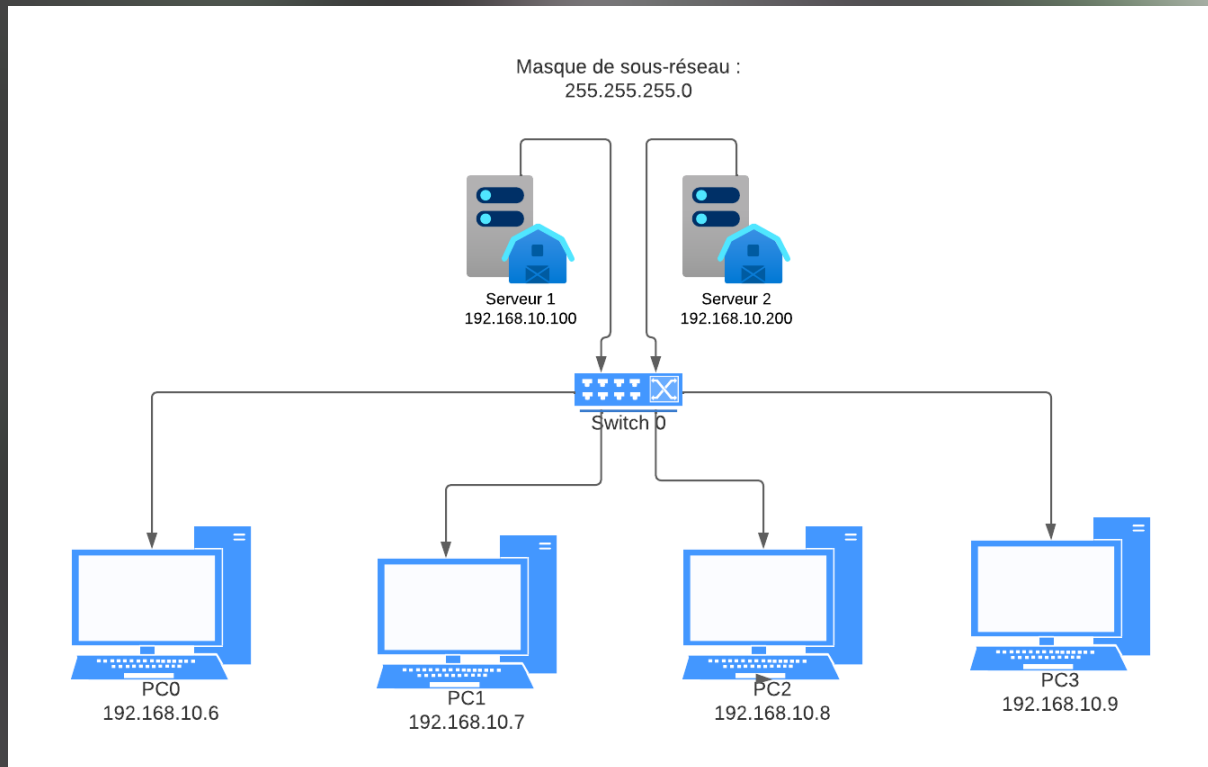 Masque de sous-réseau :
255.255.255.0
Serveur 1
192.168.10.100
Serveur 2
192.168.10.200
Switch 0
PC0
192.168.10.6
PC1
192.168.10.7
PC2
192.168.10.8
PC3
192.168.10.9